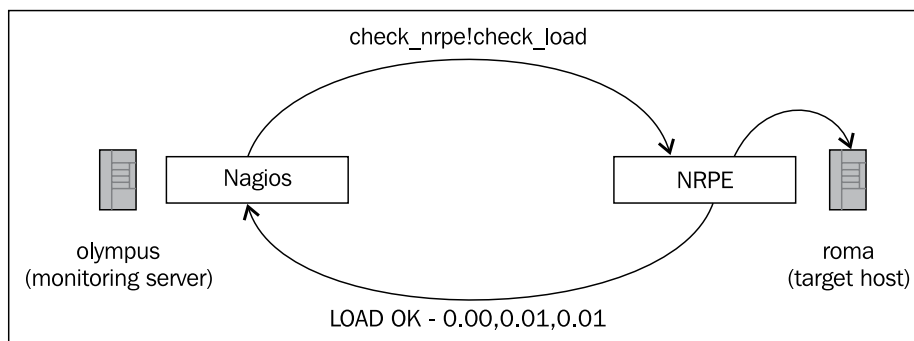 check_nrpe!check_load
Nagios
NRPE
olympus
(monitoring server)
roma
(target host)
LOAD OK - 0.00,0.01,0.01